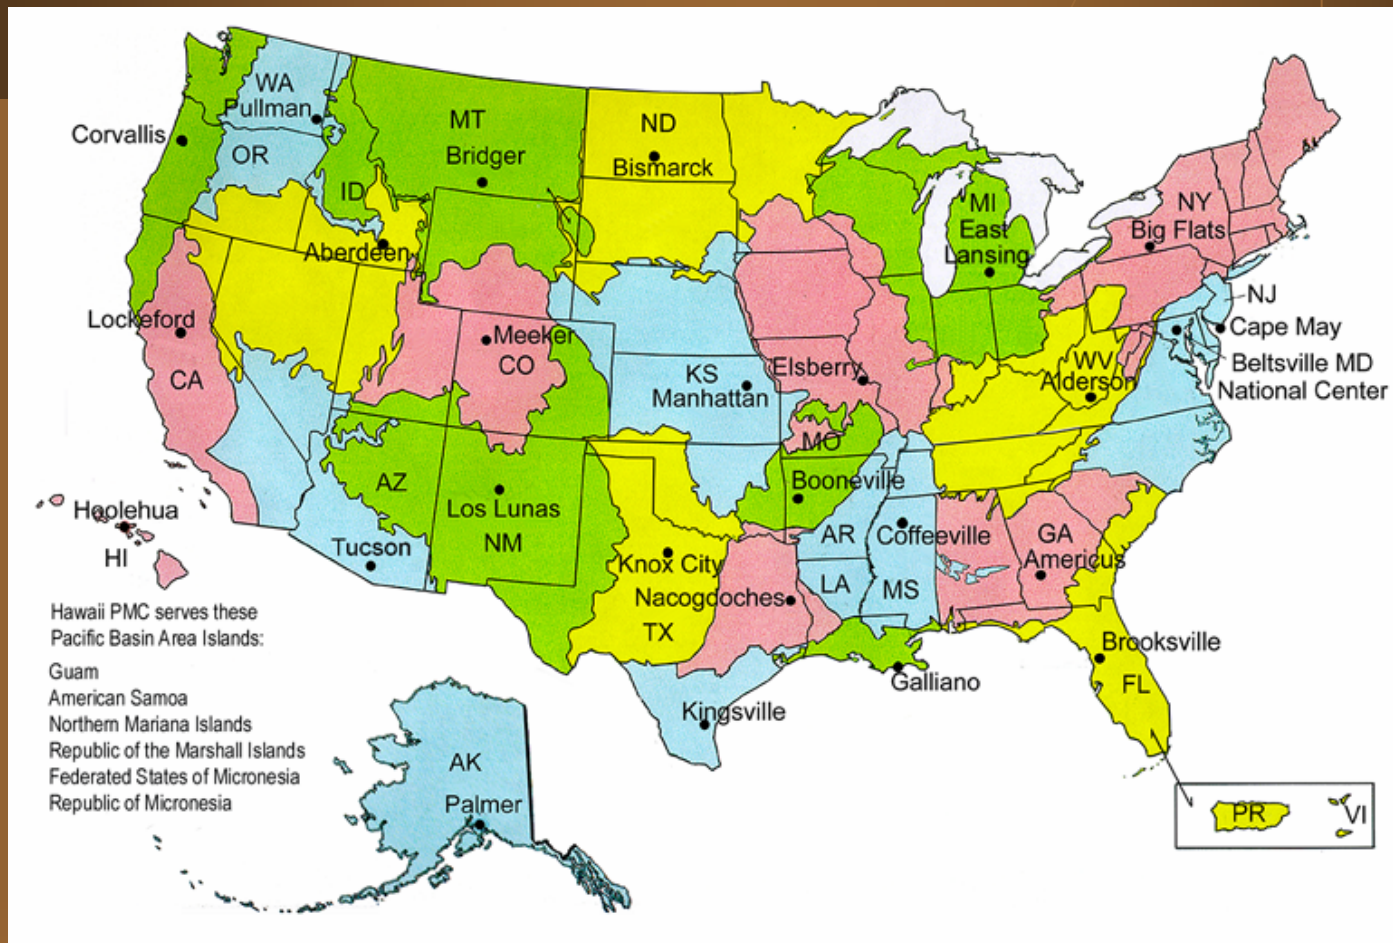 WA
Pullman
Corvallis
OR
MT
Bridger
ID
Aberdeen
ND
Bismarck
MI
East
Lansing
NY
Big Flats
NJ
Cape May
Beltsville MD
National Center
Lockeford
CA
Meeker
CO
KS
Manhattan
Elsberry
WV
Alderson
MO
Booneville
AZ
Los Lunas
NM
Tucson
Hoolehua
HI
Knox City
Nacogdoches
TX
AR
LA
Coffeeville
MS
GA
Americus
Brooksville
FL
Galliano
Kingsville
Hawaii PMC serves these
Pacific Basin Area Islands:
Guam
American Samoa
Northern Mariana Islands
Republic of the Marshall Islands
Federated States of Micronesia
Republic of Micronesia
AK
Palmer
PR
VI